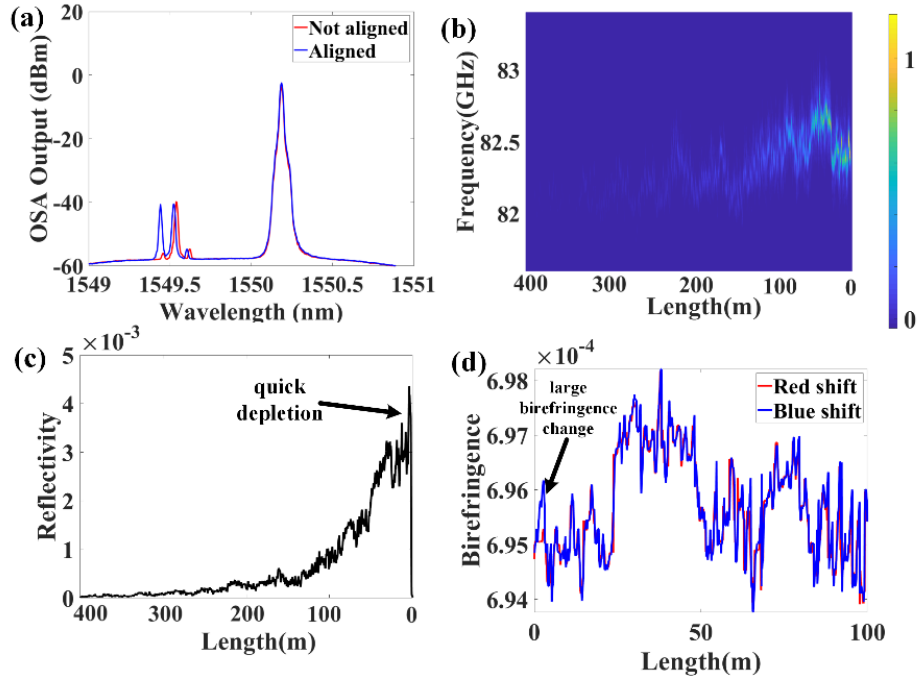 (a)
20
0
-20
-40
-60
OSA Output (dBm)
Not aligned
Aligned
1549
1549.5
1550
1550.5
1551
Wavelength (nm)
(b)
83
82.5
82
Frequency(GHz)
400
300
200
100
0
Length(m)
1
0
(c)
×10⁻³
5
4
3
2
1
0
Reflectivity
quick
depletion
400
300
200
100
0
Length(m)
(d)
×10⁻⁴
6.98
6.97
6.96
6.95
6.94
Birefringence
large
birefringence
change
Red shift
Blue shift
0
50
100
Length(m)